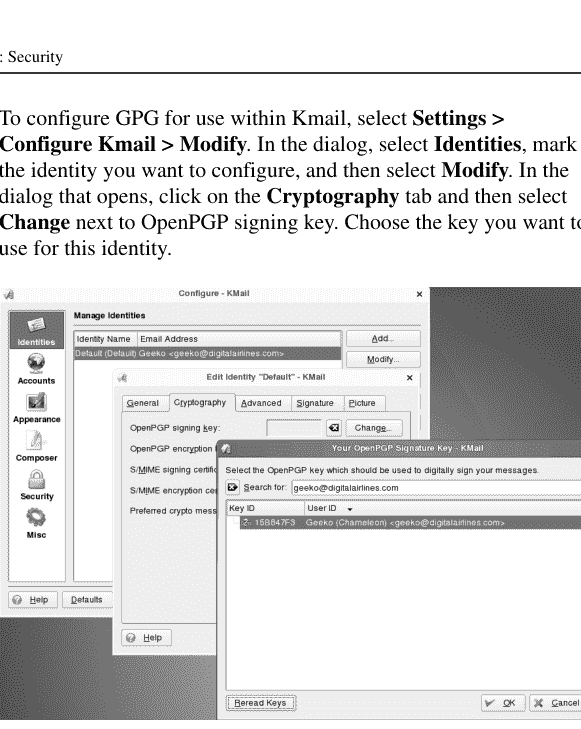 : Security
To configure GPG for use within Kmail, select Settings >
Configure Kmail > Modify. In the dialog, select Identities, mark
the identity you want to configure, and then select Modify. In the
dialog that opens, click on the Cryptography tab and then select
Change next to OpenPGP signing key. Choose the key you want to
use for this identity.
Configure - KMail
Manage Identities
Identities
Identity Name Email Address
Default (Default) Geeko <geeko@digitalairlines.com>
Add...
Modify...
Accounts
Appearance
Composer
Security
Misc
Help Defaults
Edit Identity "Default" - KMail
General Cryptography Advanced Signature Picture
OpenPGP signing key: Change...
OpenPGP encryption
S/MIME signing certific
S/MIME encryption cer
Preferred crypto mess
Help
Your OpenPGP Signature Key - KMail
Select the OpenPGP key which should be used to digitally sign your messages.
Search for: geeko@digitalairlines.com
Key ID User ID
15B847F3 Geeko (Chameleon) <geeko@digitalairlines.com>
Reread Keys OK Cancel